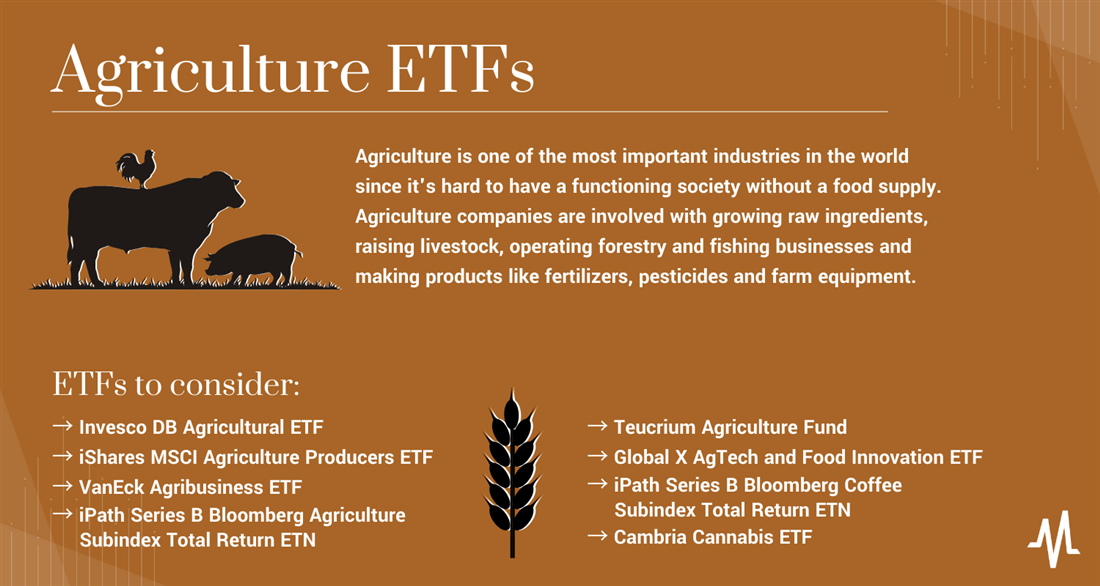 Agriculture ETFs
Agriculture is one of the most important industries in the world
since it's hard to have a functioning society without a food supply.
Agriculture companies are involved with growing raw ingredients,
raising livestock, operating forestry and fishing businesses and
making products like fertilizers, pesticides and farm equipment.
ETFs to consider:
→ Invesco DB Agricultural ETF
→ iShares MSCI Agriculture Producers ETF
→ VanEck Agribusiness ETF
→ iPath Series B Bloomberg Agriculture
Subindex Total Return ETN
→ Teucrium Agriculture Fund
→ Global X AgTech and Food Innovation ETF
→ iPath Series B Bloomberg Coffee
Subindex Total Return ETN
→ Cambria Cannabis ETF